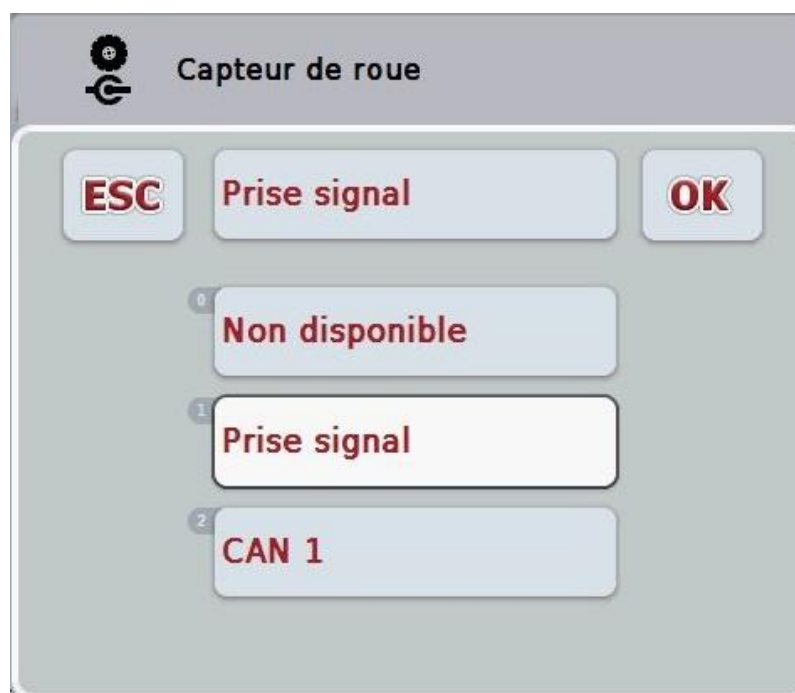 Capteur de roue
ESC Prise signal OK
0
Non disponible
1
Prise signal
2
CAN 1